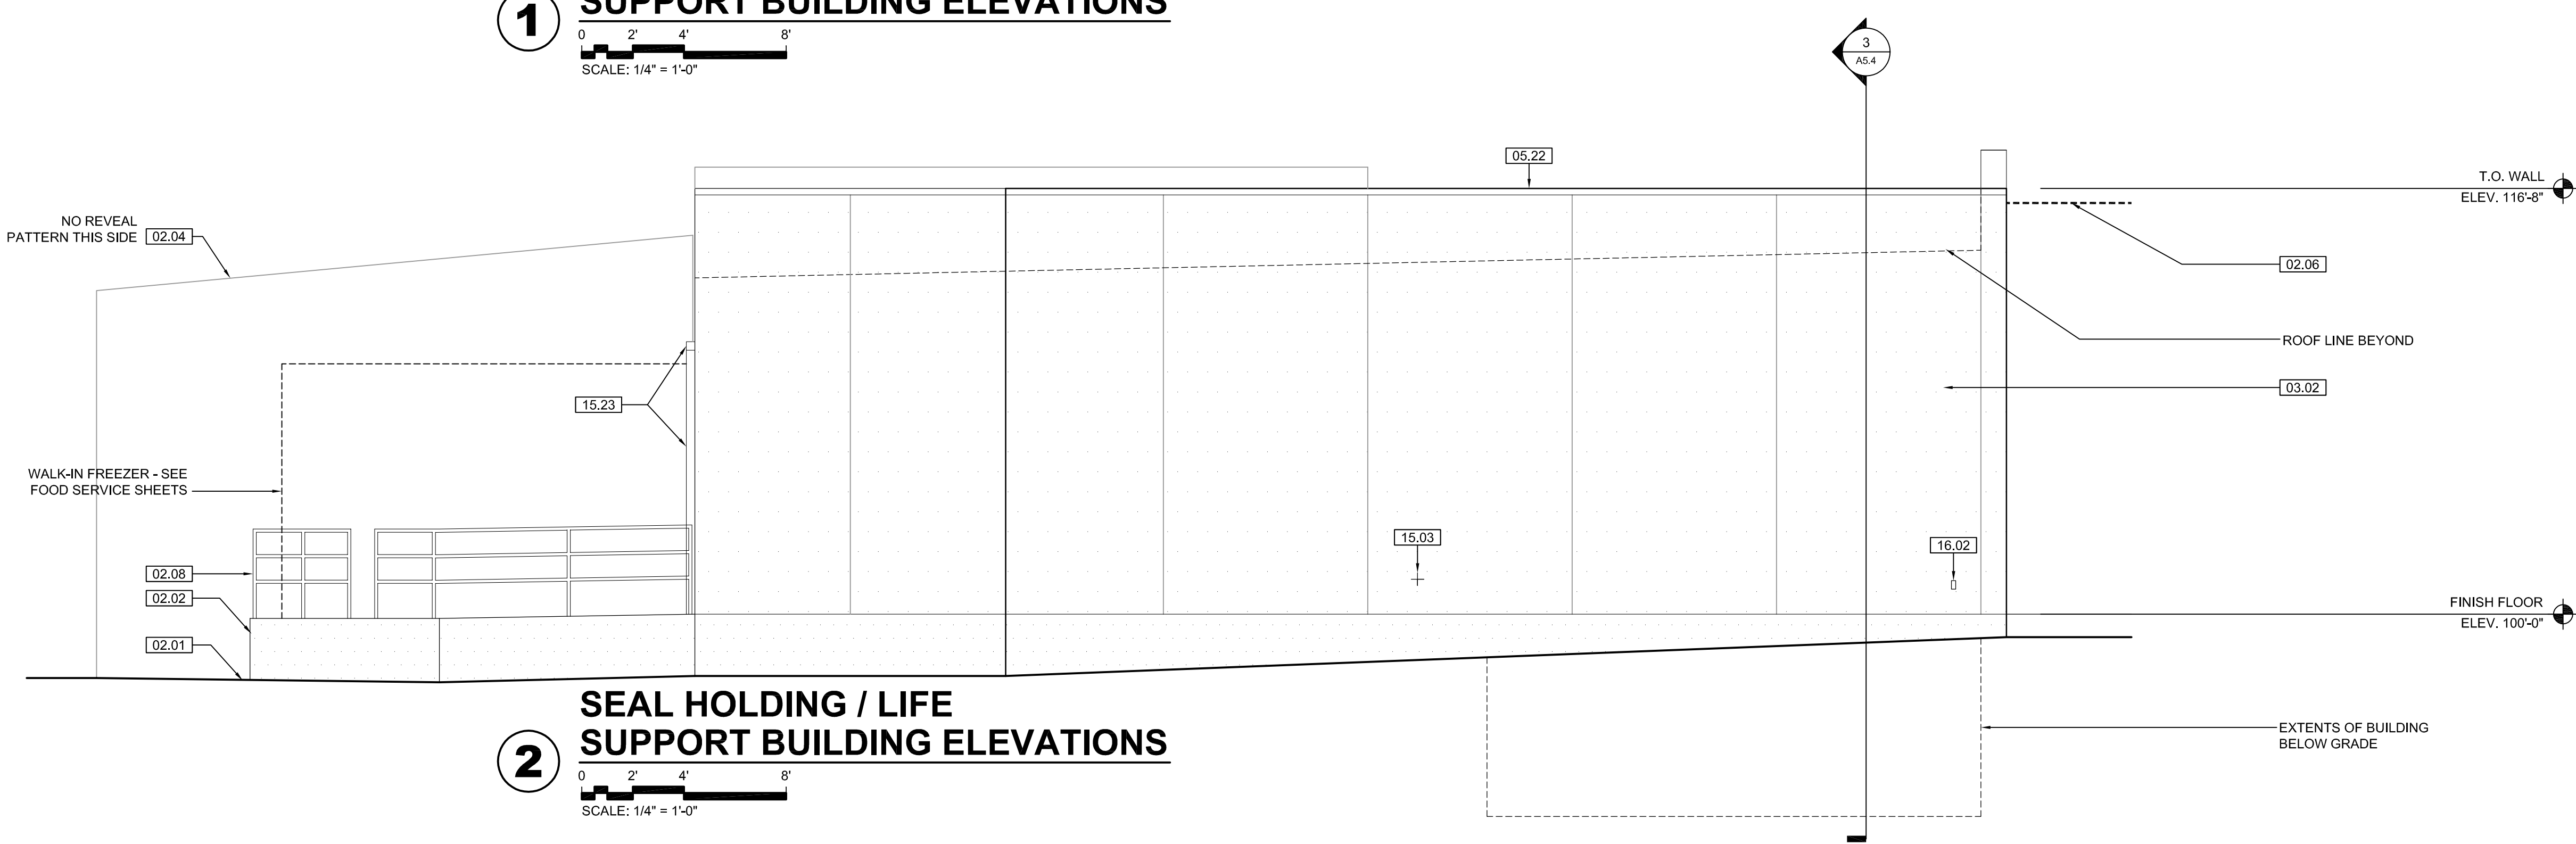 1
SUPPORT BUILDING ELEVATIONS
0 2' 4' 8'
SCALE: 1/4" = 1'-0"
3
A5.4
05.22
T.O. WALL
ELEV. 116'-8"
NO REVEAL
PATTERN THIS SIDE 02.04
02.06
ROOF LINE BEYOND
03.02
15.23
WALK-IN FREEZER - SEE
FOOD SERVICE SHEETS
15.03
16.02
02.08
02.02
02.01
FINISH FLOOR
ELEV. 100'-0"
2
SEAL HOLDING / LIFE
SUPPORT BUILDING ELEVATIONS
0 2' 4' 8'
SCALE: 1/4" = 1'-0"
EXTENTS OF BUILDING
BELOW GRADE